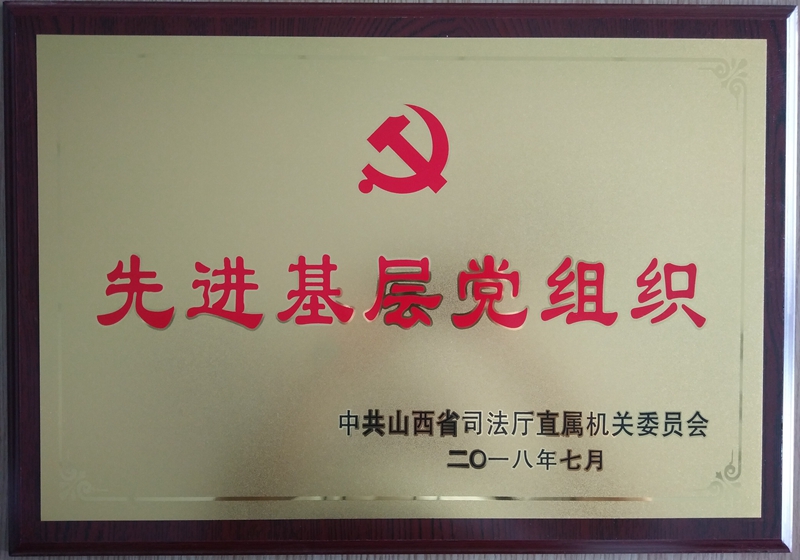 先进基层党组织
中共山西省司法厅直属机关委员会
二〇一八年七月